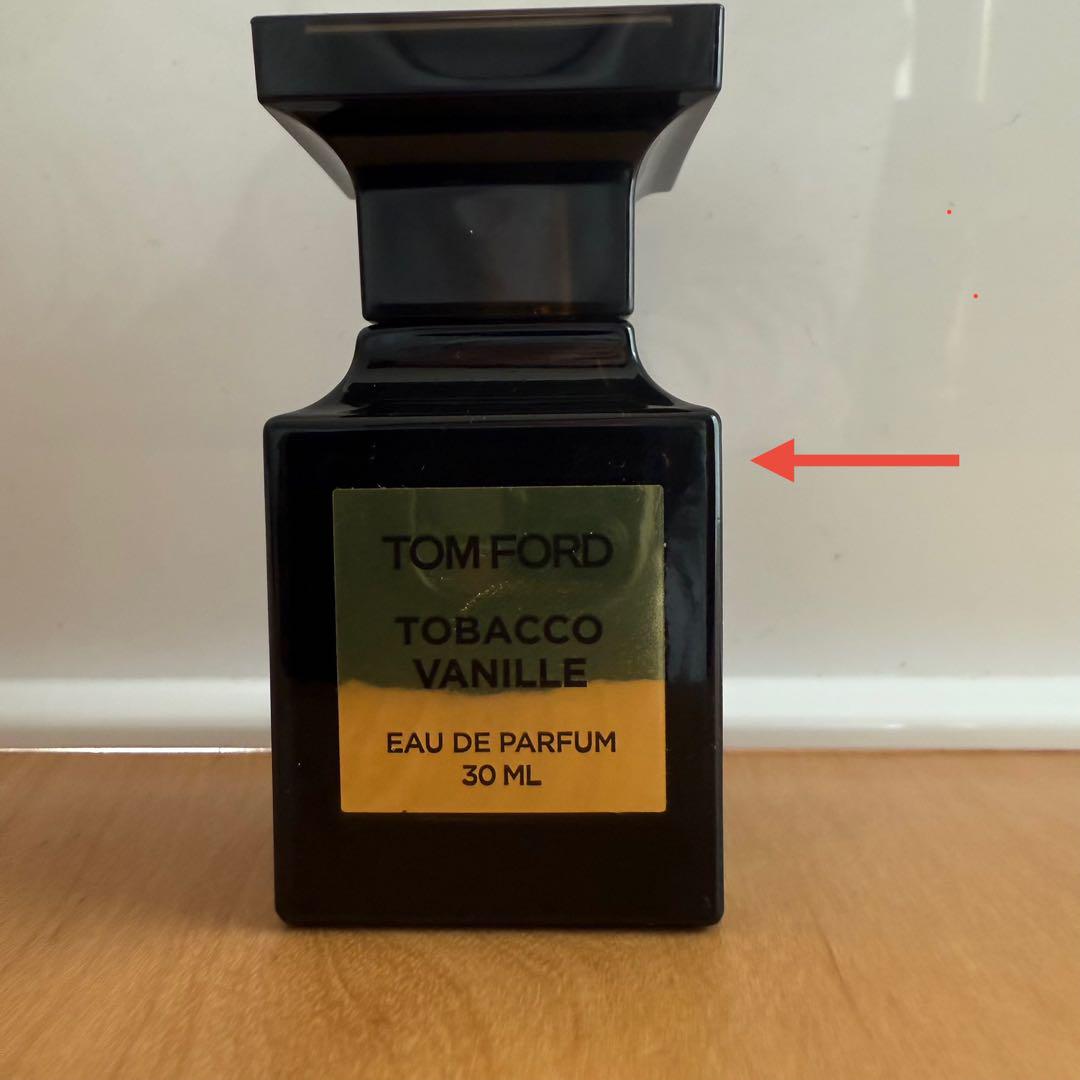 TOM FORD
TOBACCO
VANILLE
EAU DE PARFUM
30 ML